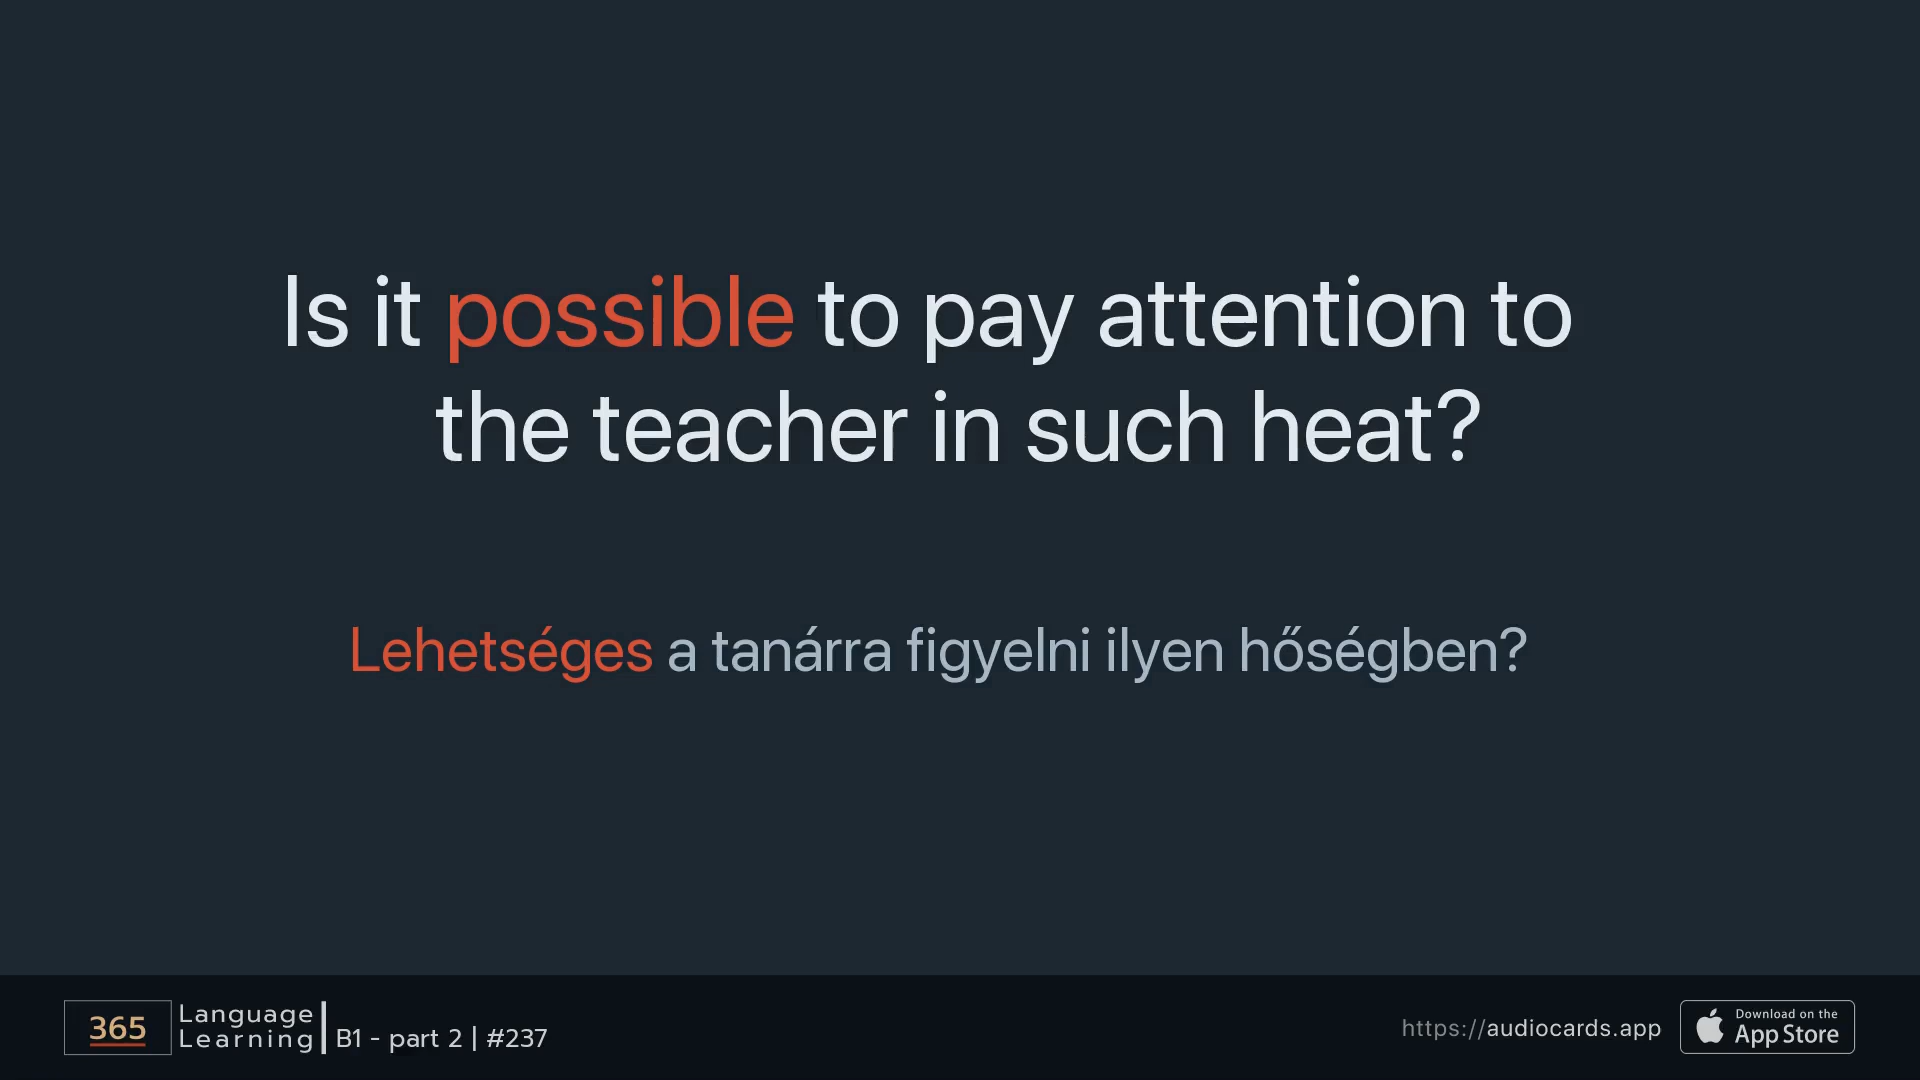 Is it possible to pay attention to
the teacher in such heat?
Lehetséges a tanárra figyelni ilyen hőségben?
365
Language
Learning
B1 - part 2 | #237
https://audiocards.app
Download on the
App Store